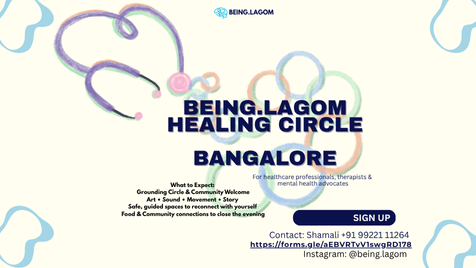 BEING.LAGOM
BEING.LAGOM
HEALING CIRCLE
BANGALORE
For healthcare professionals, therapists &
mental health advocates
What to Expect:
Grounding Circle & Community Welcome
Art + Sound + Movement + Story
Safe, guided spaces to reconnect with yourself
Food & Community connections to close the evening
SIGN UP
Contact: Shamali +91 99221 11264
https://forms.gle/aEBVRTvV1swgRD178
Instagram: @being.lagom